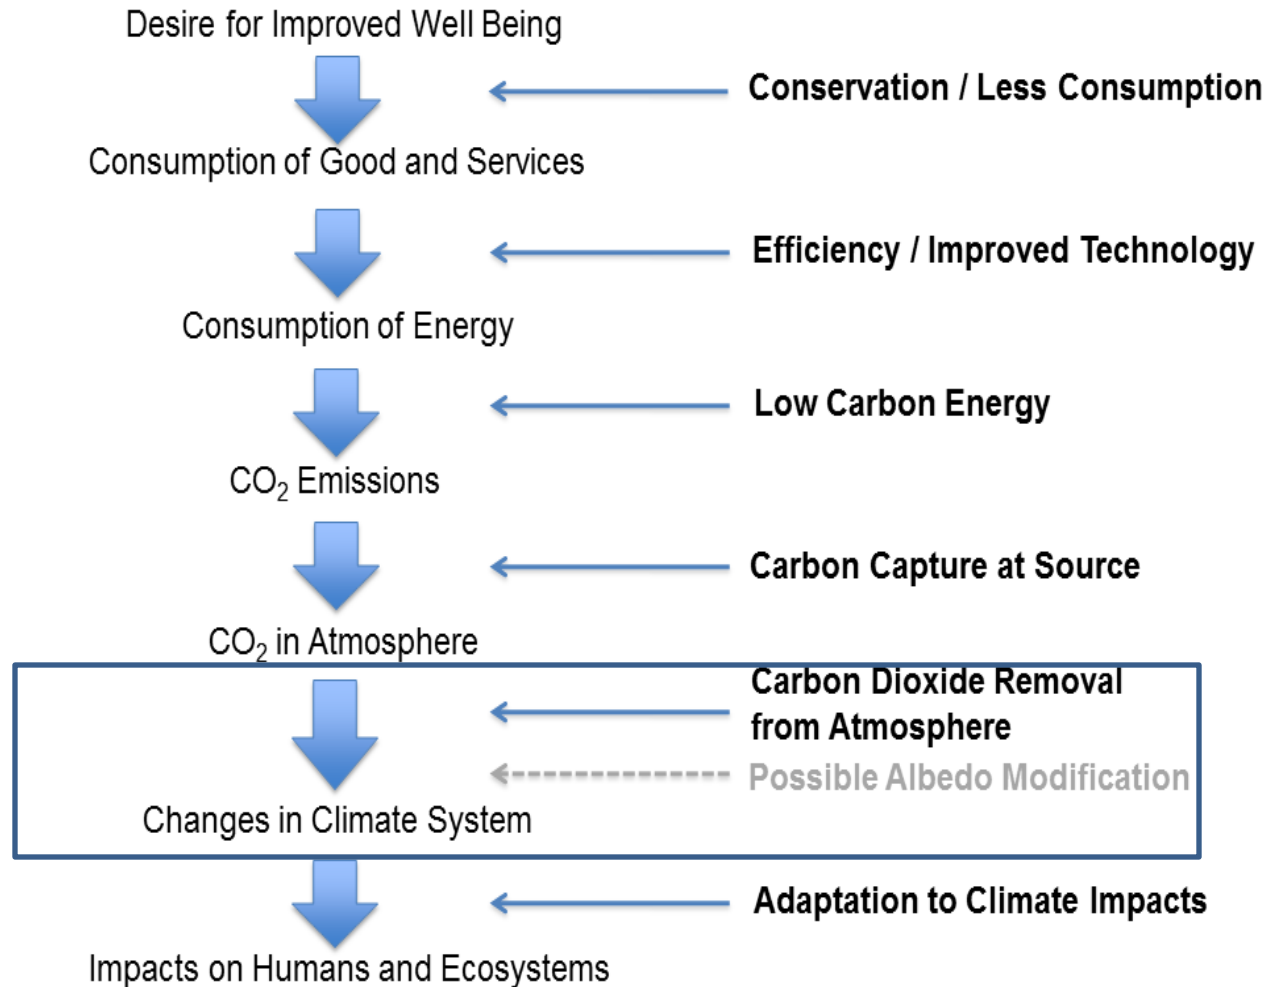 Desire for Improved Well Being
Conservation / Less Consumption
Consumption of Good and Services
Efficiency / Improved Technology
Consumption of Energy
Low Carbon Energy
CO₂ Emissions
Carbon Capture at Source
CO₂ in Atmosphere
Carbon Dioxide Removal
from Atmosphere
Possible Albedo Modification
Changes in Climate System
Adaptation to Climate Impacts
Impacts on Humans and Ecosystems